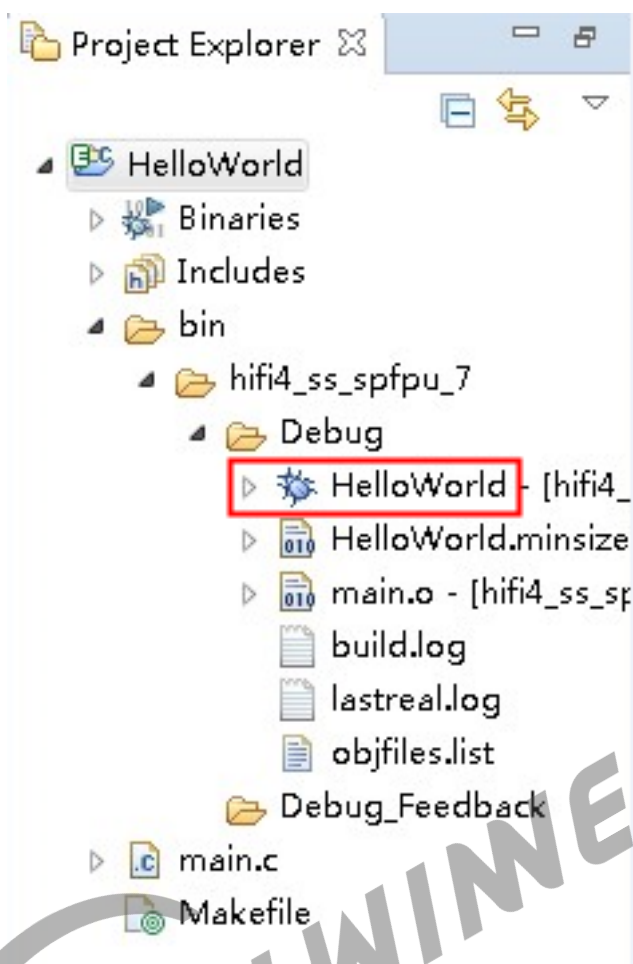 Project Explorer
HelloWorld
Binaries
Includes
bin
hifi4_ss_spfpu_7
Debug
HelloWorld - [hifi4_
HelloWorld.minsize
main.o - [hifi4_ss_sp
build.log
lastreal.log
objfiles.list
Debug_Feedback
main.c
Makefile